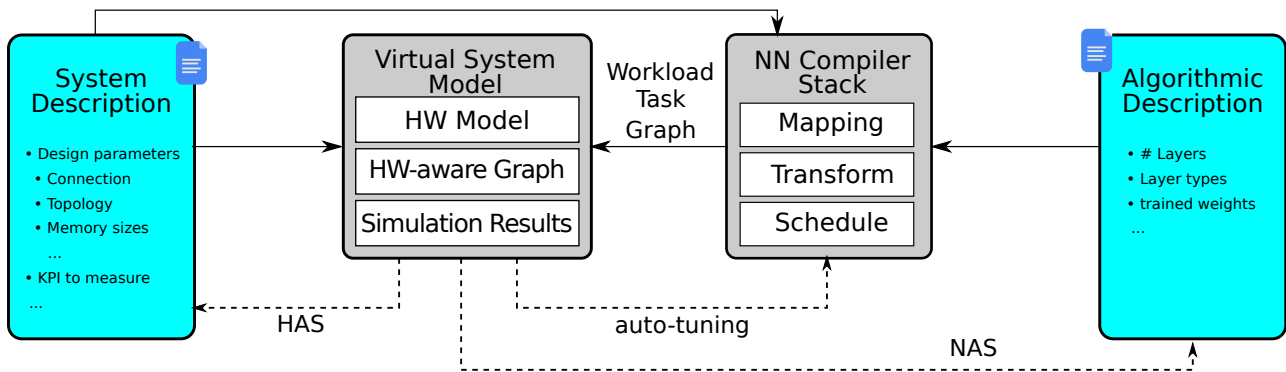 System
Description
• Design parameters
• Connection
• Topology
• Memory sizes
...
• KPI to measure
...
Virtual System
Model
HW Model
HW-aware Graph
Simulation Results
Workload
Task
Graph
NN Compiler
Stack
Mapping
Transform
Schedule
Algorithmic
Description
• # Layers
• Layer types
• trained weights
...
HAS
auto-tuning
NAS